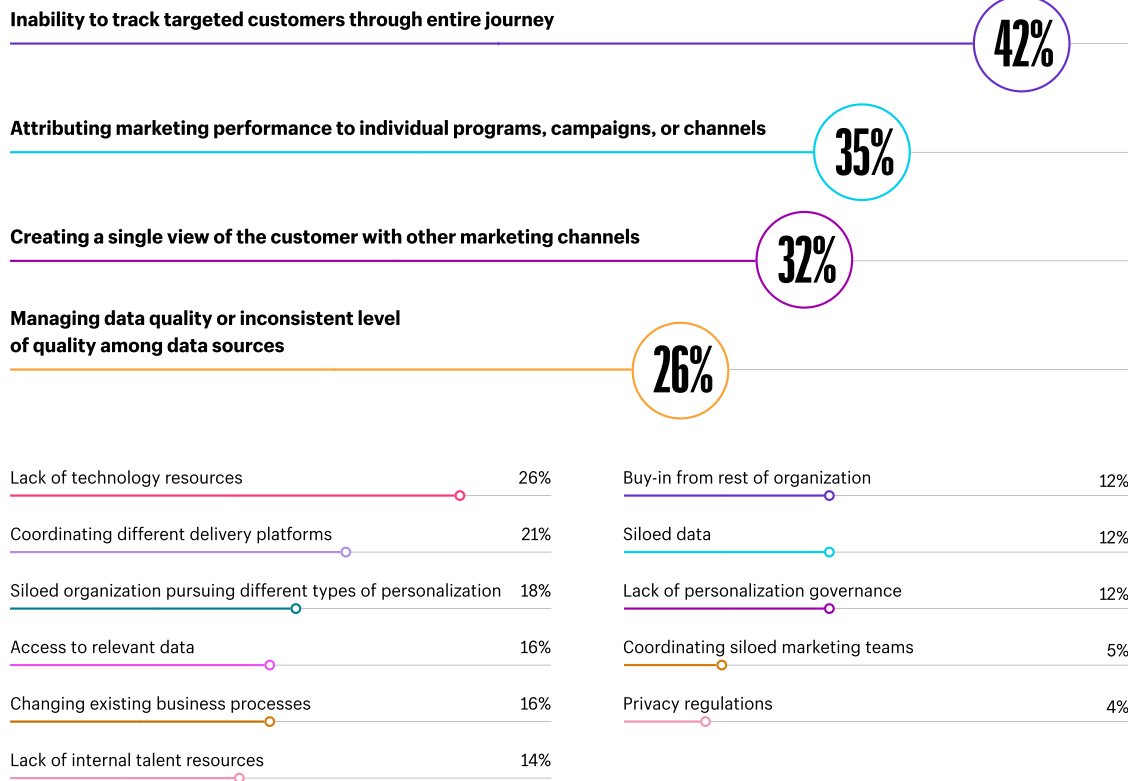 Inability to track targeted customers through entire journey
42%
Attributing marketing performance to individual programs, campaigns, or channels
35%
Creating a single view of the customer with other marketing channels
32%
Managing data quality or inconsistent level
of quality among data sources
26%
Lack of technology resources 26%
Coordinating different delivery platforms 21%
Siloed organization pursuing different types of personalization 18%
Access to relevant data 16%
Changing existing business processes 16%
Lack of internal talent resources 14%
Buy-in from rest of organization 12%
Siloed data 12%
Lack of personalization governance 12%
Coordinating siloed marketing teams 5%
Privacy regulations 4%